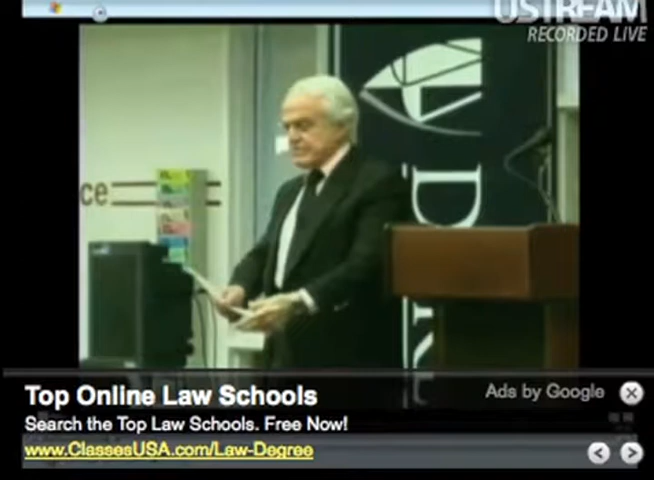 USTREAM
RECORDED LIVE
ce
Top Online Law Schools
Ads by Google
Search the Top Law Schools. Free Now!
www.ClassesUSA.com/Law-Degree